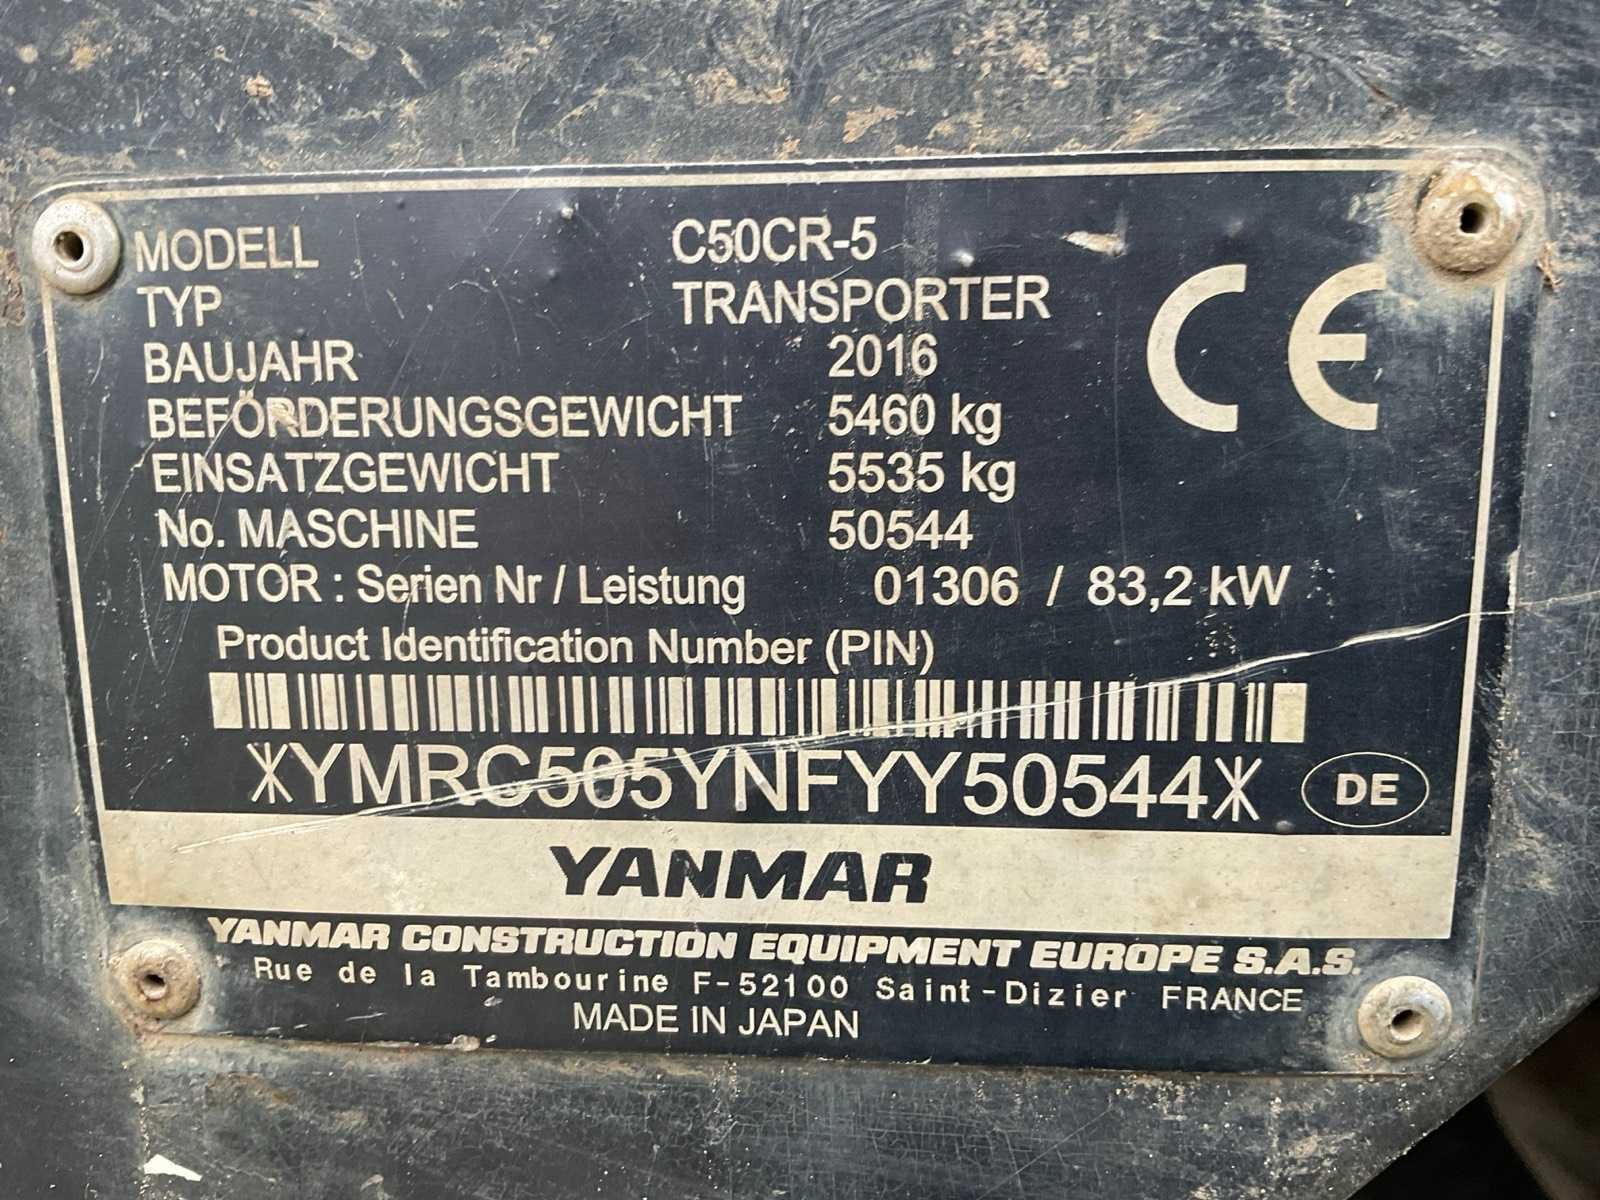 MODELL C50CR-5
TYP TRANSPORTER
BAUJAHR 2016
BEFÖRDERUNGSGEWICHT 5460 kg
EINSATZGEWICHT 5535 kg
No. MASCHINE 50544
MOTOR : Serien Nr / Leistung 01306 / 83,2 kW
CE
Product Identification Number (PIN)
*YMRC505YNFYY50544*
DE
YANMAR
YANMAR CONSTRUCTION EQUIPMENT EUROPE S.A.S.
Rue de la Tambourine F-52100 Saint-Dizier FRANCE
MADE IN JAPAN